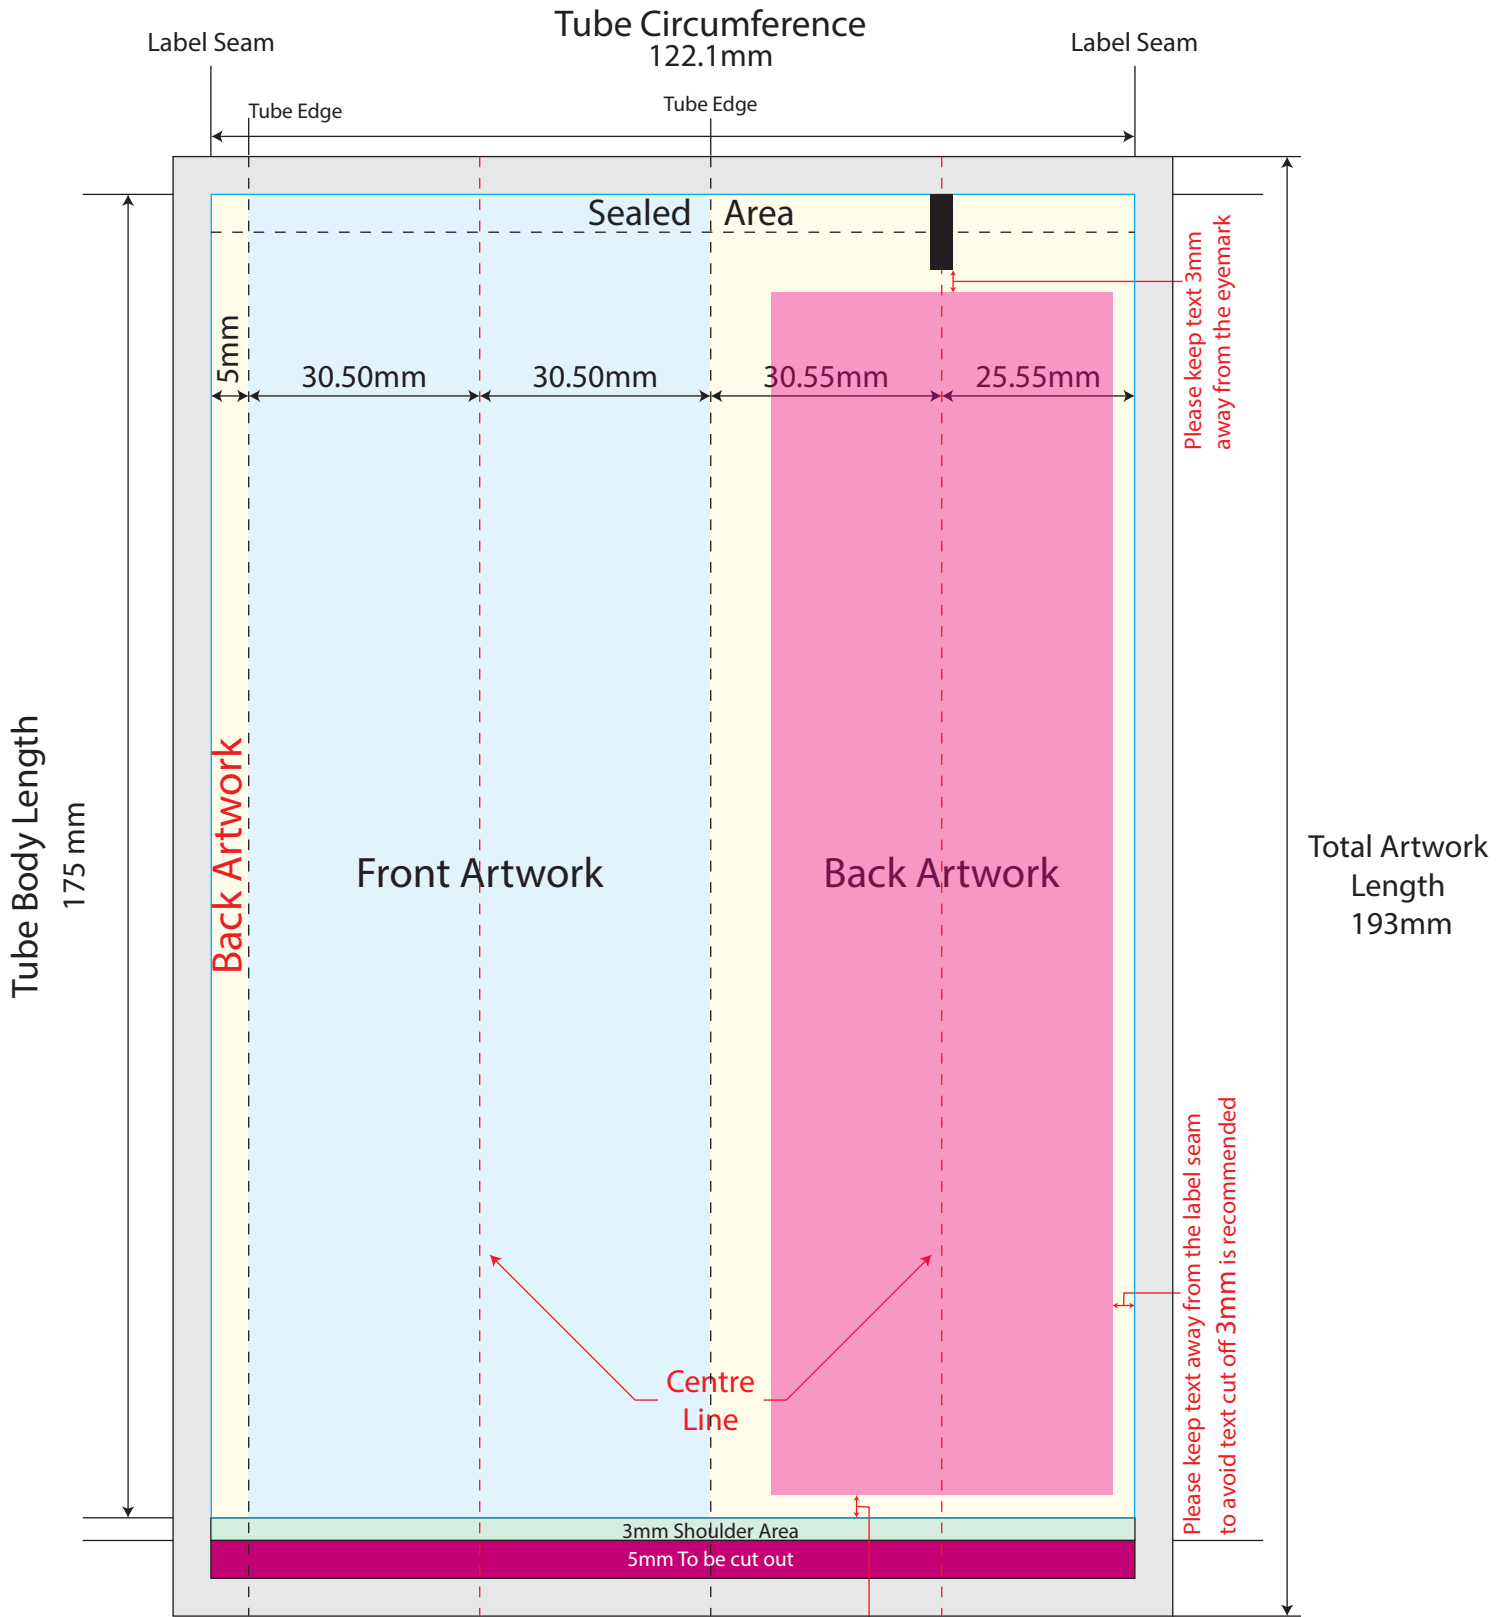 Tube Circumference
122.1mm
Label Seam
Label Seam
Tube Edge
Tube Edge
Sealed Area
Please keep text 3mm
away from the eyemark
5mm
30.50mm
30.50mm
30.55mm
25.55mm
Tube Body Length
175 mm
Back Artwork
Front Artwork
Back Artwork
Total Artwork
Length
193mm
Please keep text away from the label seam
to avoid text cut off 3mm is recommended
Centre
Line
3mm Shoulder Area
5mm To be cut out